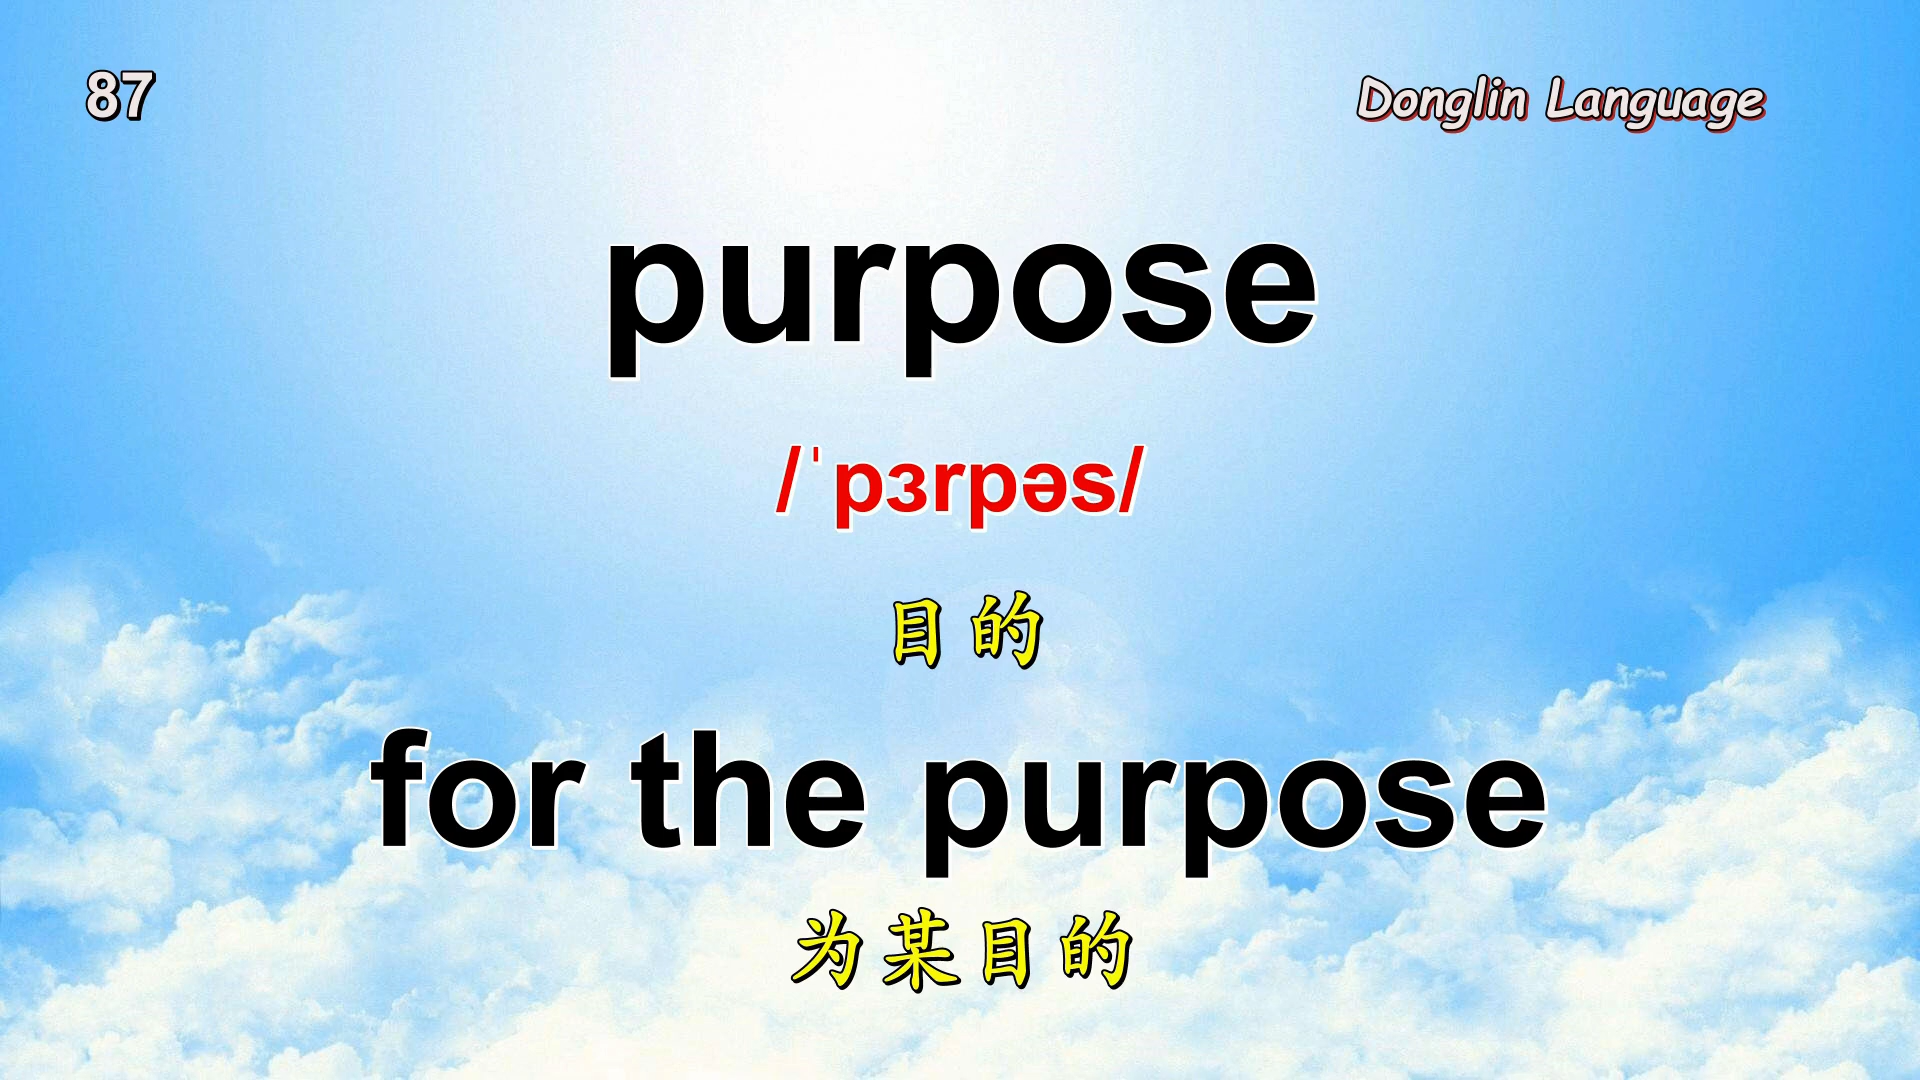 87
Donglin Language
purpose
/ˈpɜrpəs/
目的
for the purpose
为某目的